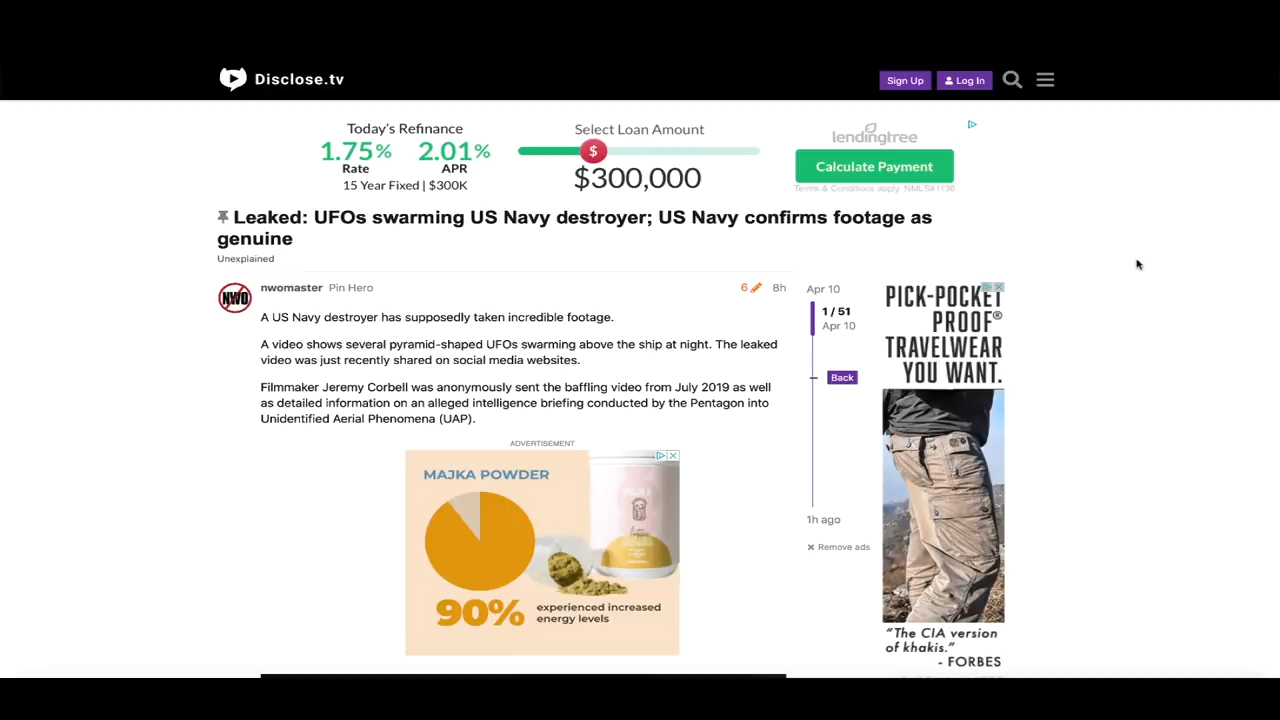 Disclose.tv
Sign Up
Log In
Today's Refinance
1.75%
2.01%
Rate
APR
15 Year Fixed | $300K
Select Loan Amount
$
$300,000
lendingtree
Calculate Payment
Terms & Conditions apply. NMLS#1136
Leaked: UFOs swarming US Navy destroyer; US Navy confirms footage as
genuine
Unexplained
NWO
nwomaster Pin Hero
6
8h
A US Navy destroyer has supposedly taken incredible footage.
A video shows several pyramid-shaped UFOs swarming above the ship at night. The leaked
video was just recently shared on social media websites.
Filmmaker Jeremy Corbell was anonymously sent the baffling video from July 2019 as well
as detailed information on an alleged intelligence briefing conducted by the Pentagon into
Unidentified Aerial Phenomena (UAP).
ADVERTISEMENT
MAJKA POWDER
90%
experienced increased
energy levels
Apr 10
1 / 51
Apr 10
Back
1h ago
Remove ads
PICK-POCKET
PROOF®
TRAVELWEAR
YOU WANT.
"The CIA version
of khakis."
- FORBES